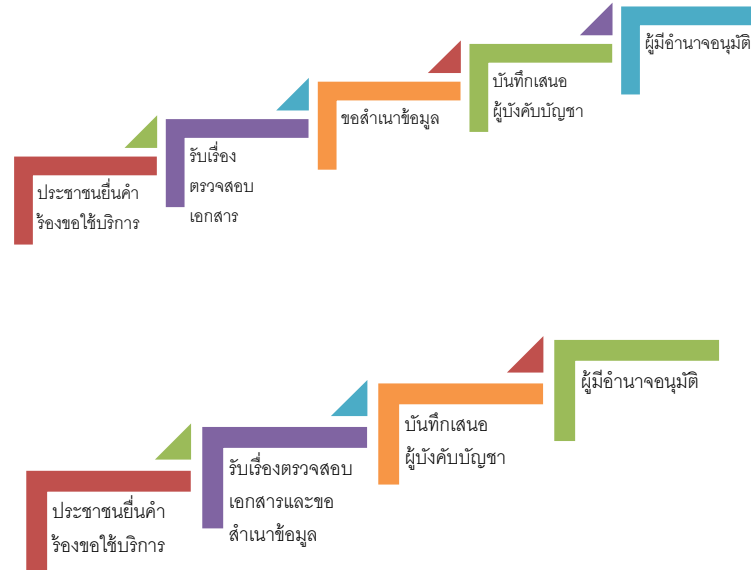 ประชาชนยื่นคำ
ร้องขอใช้บริการ
รับเรื่อง
ตรวจสอบ
เอกสาร
ขอสำเนาข้อมูล
บันทึกเสนอ
ผู้บังคับบัญชา
ผู้มีอำนาจอนุมัติ
ประชาชนยื่นคำ
ร้องขอใช้บริการ
รับเรื่องตรวจสอบ
เอกสารและขอ
สำเนาข้อมูล
บันทึกเสนอ
ผู้บังคับบัญชา
ผู้มีอำนาจอนุมัติ